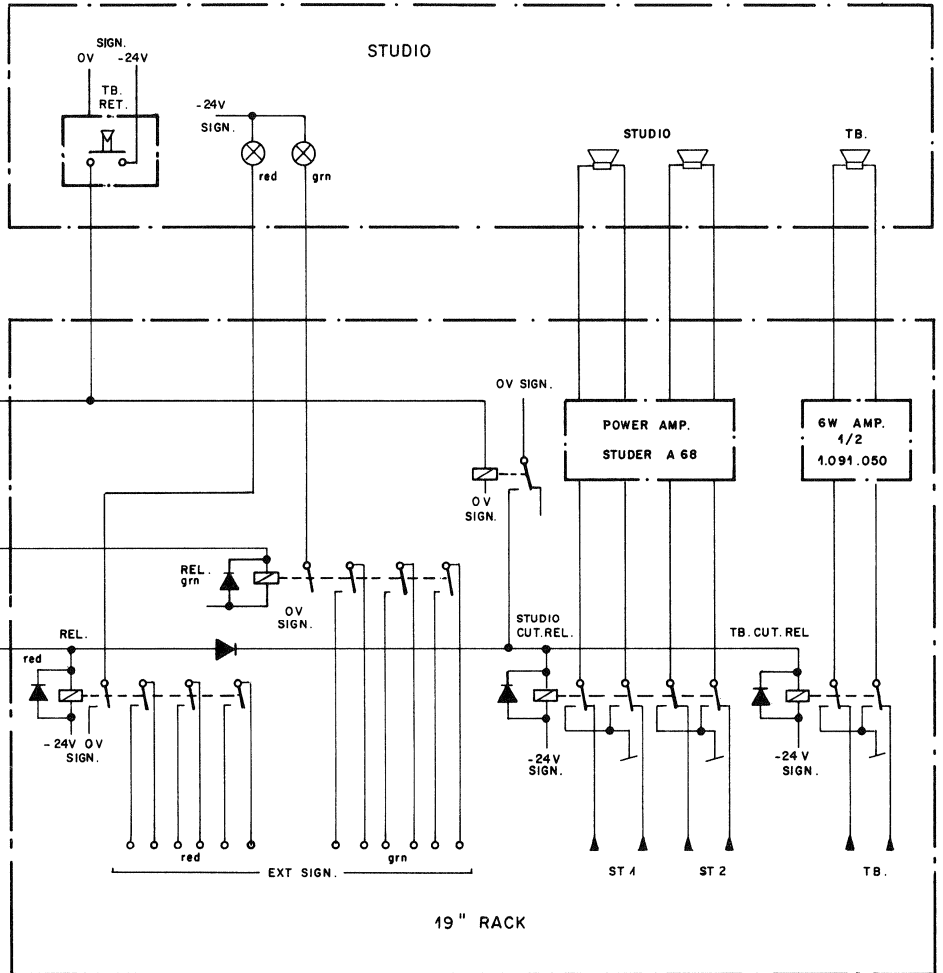 STUDIO
SIGN.
0V -24V
TB.
RET.
-24V
SIGN.
red
grn
STUDIO
TB.
0V SIGN.
POWER AMP.
STUDER A 68
6W AMP.
1/2
1.091.050
0V
SIGN.
REL.
grn
0V
SIGN.
REL.
red
STUDIO
CUT.REL.
TB.CUT.REL
-24V 0V
SIGN.
-24V
SIGN.
-24V
SIGN.
red
grn
EXT SIGN.
ST 1
ST 2
TB.
19" RACK